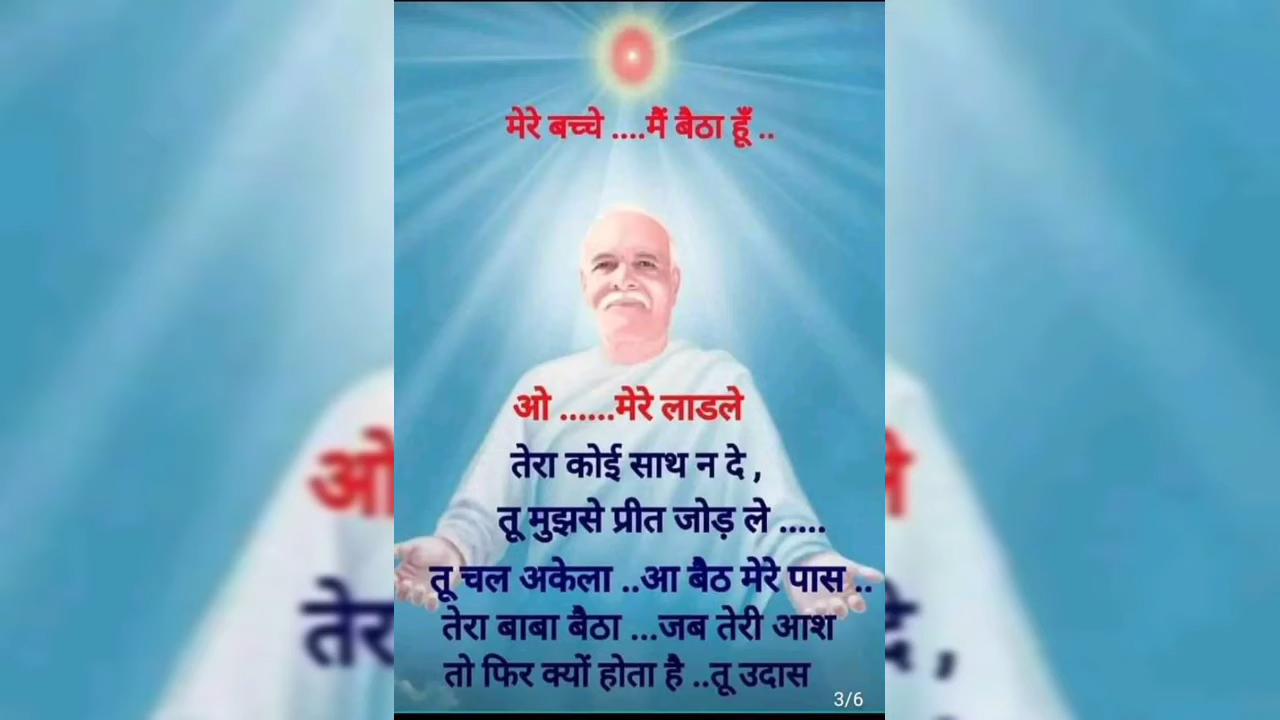 मेरे बच्चे ....मैं बैठा हूँ ..
ओ ......मेरे लाडले
तेरा कोई साथ न दे ,
तू मुझसे प्रीत जोड़ ले .....
तू चल अकेला ..आ बैठ मेरे पास ..
तेरा बाबा बैठा ...जब तेरी आश
तो फिर क्यों होता है ..तू उदास
3/6